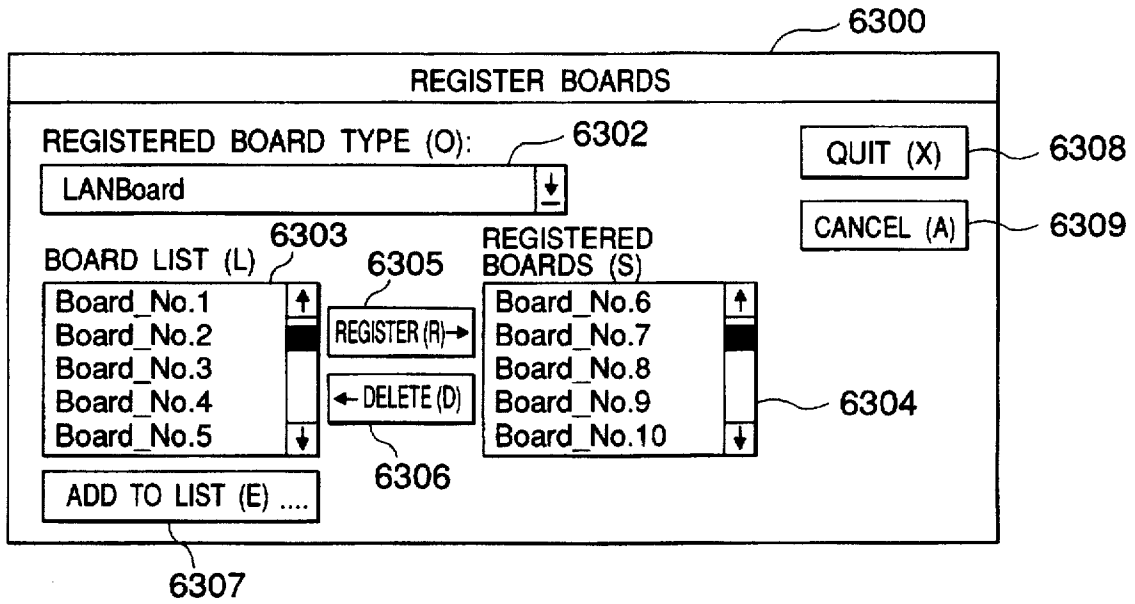 6300
REGISTER BOARDS
REGISTERED BOARD TYPE (O):
6302
QUIT (X)
6308
LANBoard
CANCEL (A)
6309
BOARD LIST (L)
6303
6305
REGISTERED
BOARDS (S)
Board_No.1
Board_No.2
Board_No.3
Board_No.4
Board_No.5
REGISTER (R)→
← DELETE (D)
6306
Board_No.6
Board_No.7
Board_No.8
Board_No.9
Board_No.10
6304
ADD TO LIST (E) ....
6307